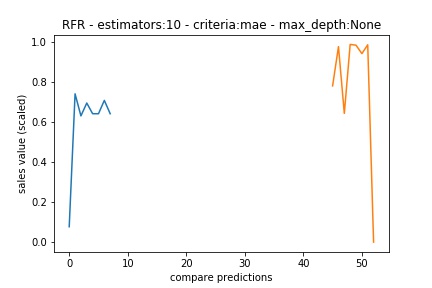 RFR - estimators:10 - criteria:mae - max_depth:None
sales value (scaled)
1.0
0.8
0.6
0.4
0.2
0.0
0 10 20 30 40 50
compare predictions